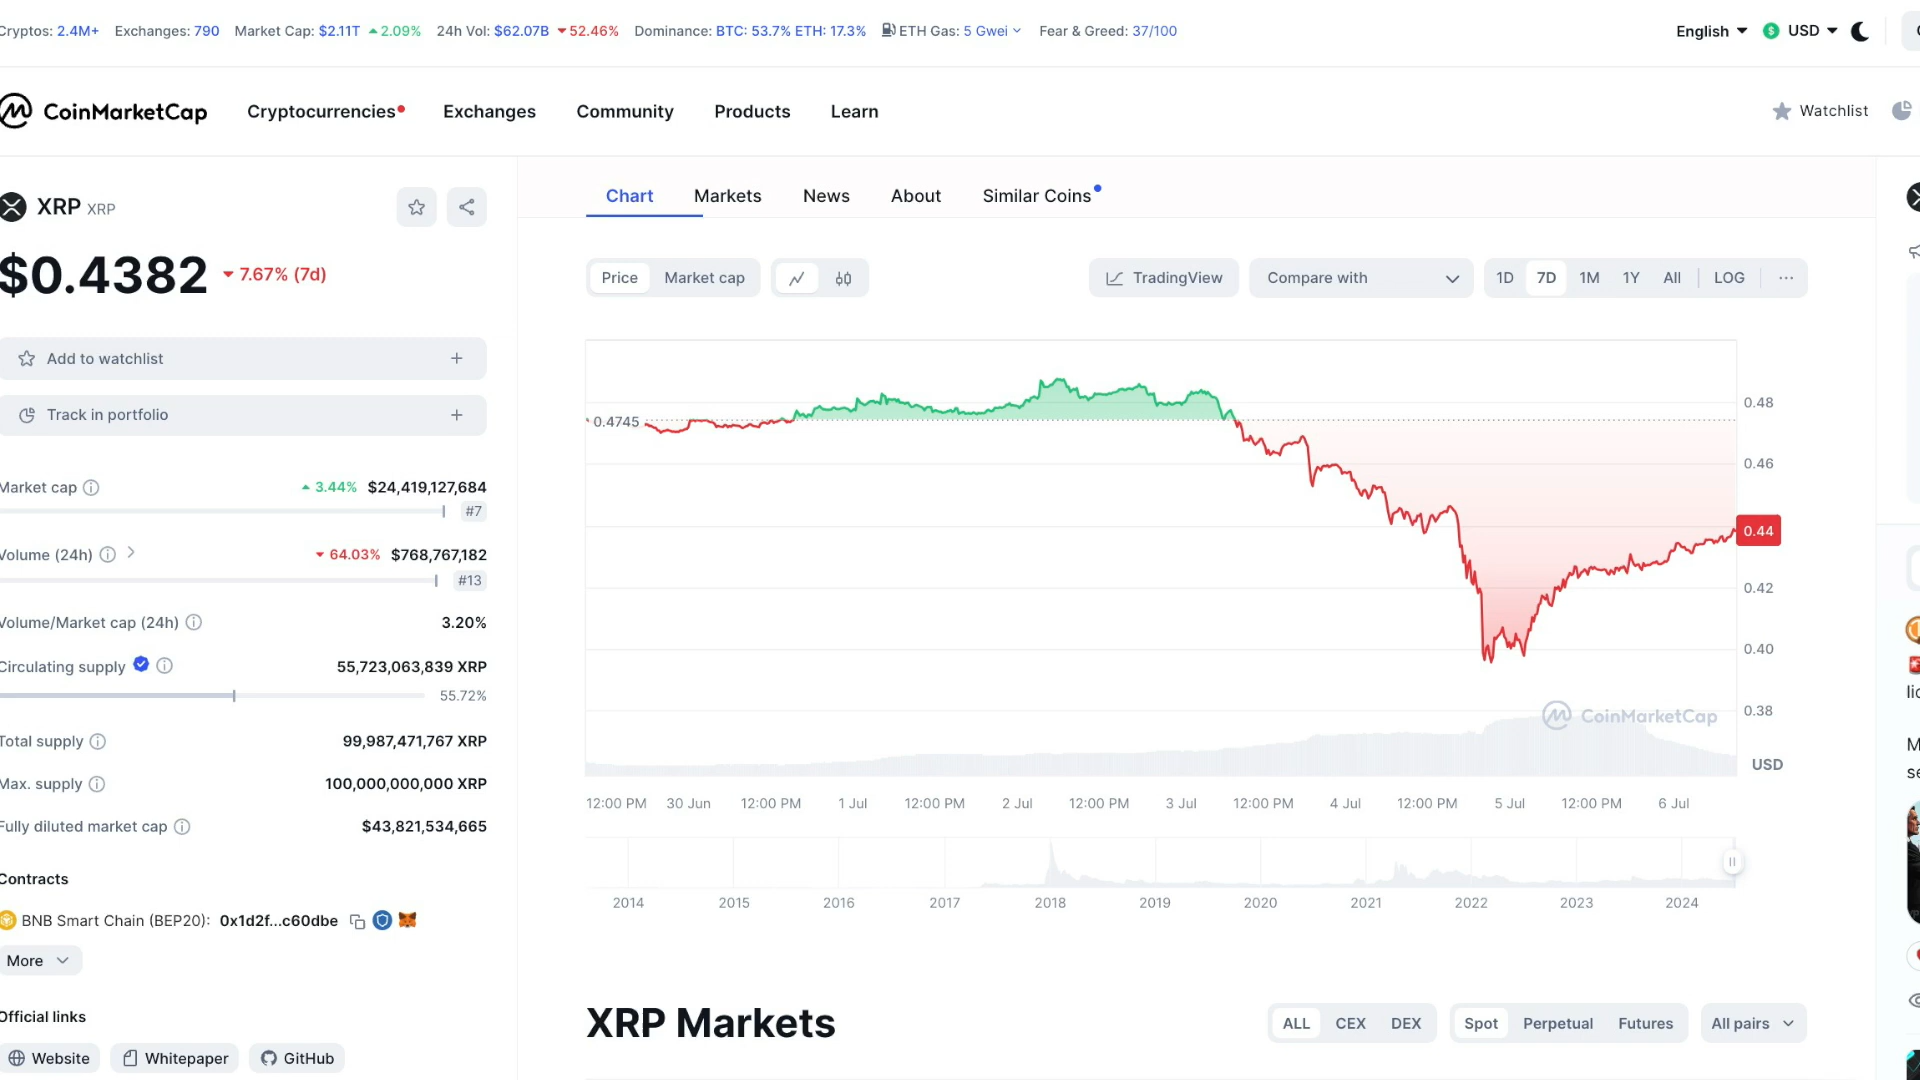 Cryptos: 2.4M+ Exchanges: 790 Market Cap: $2.11T 2.09% 24h Vol: $62.07B 52.46% Dominance: BTC: 53.7% ETH: 17.3% ETH Gas: 5 Gwei Fear & Greed: 37/100 English USD
CoinMarketCap Cryptocurrencies Exchanges Community Products Learn Watchlist
XRP XRP
$0.4382 7.67% (7d)
Add to watchlist +
Track in portfolio +
Market cap 3.44% $24,419,127,684
#7
Volume (24h) 64.03% $768,767,182
#13
Volume/Market cap (24h) 3.20%
Circulating supply 55,723,063,839 XRP
55.72%
Total supply 99,987,471,767 XRP
Max. supply 100,000,000,000 XRP
Fully diluted market cap $43,821,534,665
Contracts
BNB Smart Chain (BEP20): 0x1d2f...c60dbe
More
Official links
Website Whitepaper GitHub
Chart Markets News About Similar Coins
Price Market cap TradingView Compare with 1D 7D 1M 1Y All LOG ...
0.4745
0.48
0.46
0.44
0.42
0.40
0.38
CoinMarketCap
USD
12:00 PM 30 Jun 12:00 PM 1 Jul 12:00 PM 2 Jul 12:00 PM 3 Jul 12:00 PM 4 Jul 12:00 PM 5 Jul 12:00 PM 6 Jul
2014 2015 2016 2017 2018 2019 2020 2021 2022 2023 2024
XRP Markets ALL CEX DEX Spot Perpetual Futures All pairs